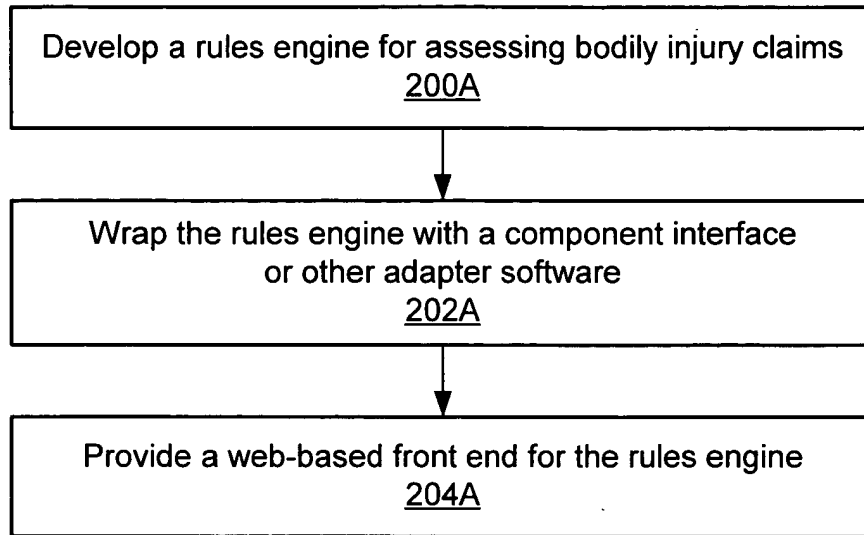 Develop a rules engine for assessing bodily injury claims
200A
Wrap the rules engine with a component interface
or other adapter software
202A
Provide a web-based front end for the rules engine
204A